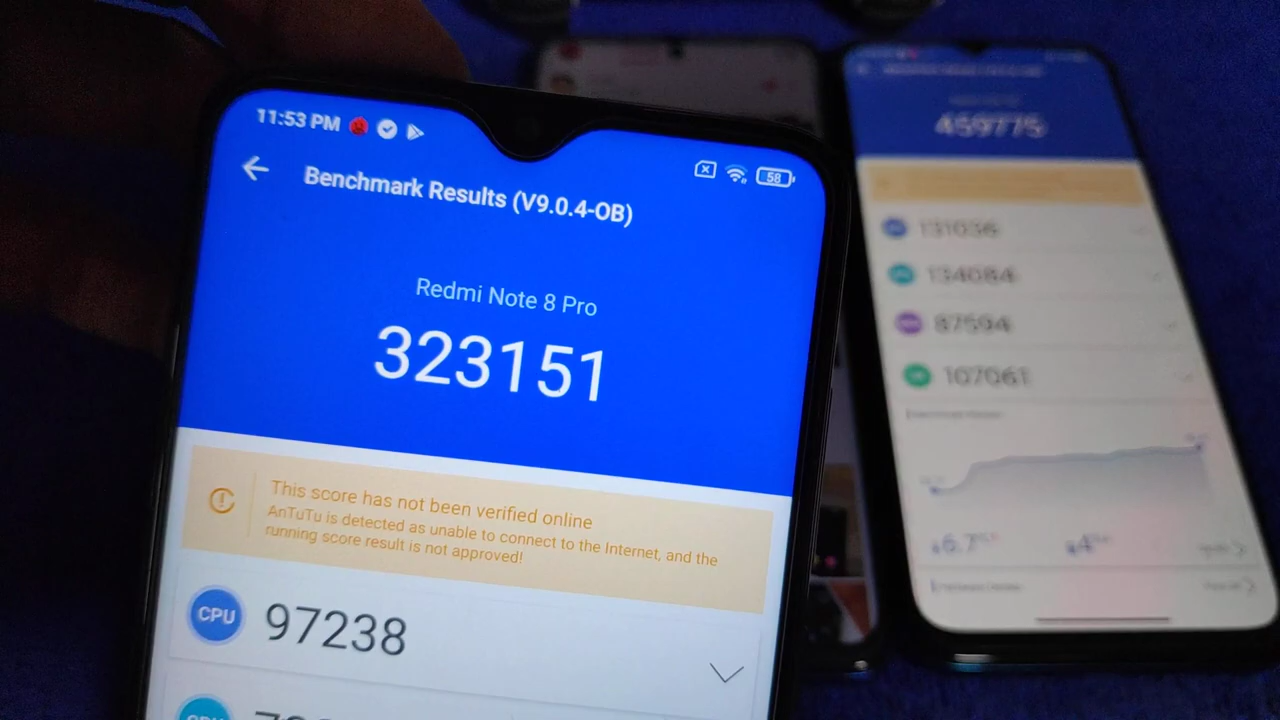 11:53 PM
58
Benchmark Results (V9.0.4-OB)
Redmi Note 8 Pro
323151
This score has not been verified online
AnTuTu is detected as unable to connect to the Internet, and the
running score result is not approved!
CPU 97238
459775
131036
134084
87594
107061